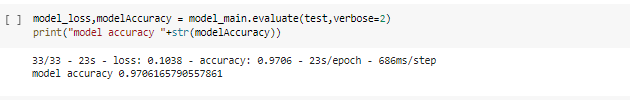 [ ] model_loss,modelAccuracy = model_main.evaluate(test,verbose=2)
print("model accuracy "+str(modelAccuracy))
33/33 - 23s - loss: 0.1038 - accuracy: 0.9706 - 23s/epoch - 686ms/step
model accuracy 0.9706165790557861